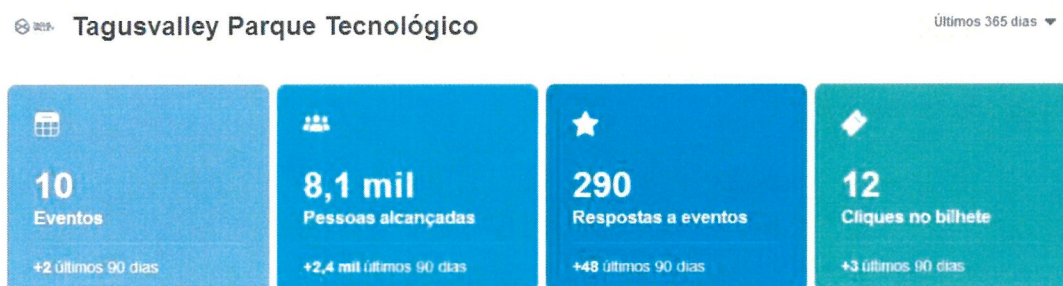 Tagusvalley Parque Tecnológico
Últimos 365 dias
10
Eventos
+2 últimos 90 dias
8,1 mil
Pessoas alcançadas
+2,4 mil últimos 90 dias
290
Respostas a eventos
+48 últimos 90 dias
12
Cliques no bilhete
+3 últimos 90 dias